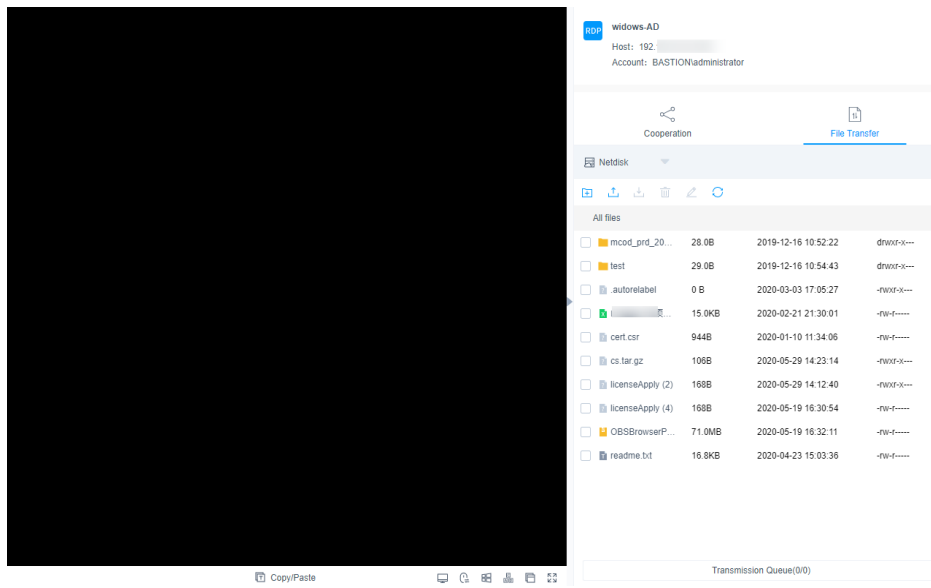 RDP
widows-AD
Host: 192.
Account: BASTION\administrator
Cooperation
File Transfer
Netdisk
All files
mcod_prd_20... 28.0B 2019-12-16 10:52:22 drwxr-x---
test 29.0B 2019-12-16 10:54:43 drwxr-x---
.autorelabel 0 B 2020-03-03 17:05:27 -rwxr-x---
15.0KB 2020-02-21 21:30:01 -rw-r-----
cert.csr 944B 2020-01-10 11:34:06 -rw-r-----
cs.tar.gz 106B 2020-05-29 14:23:14 -rwxr-x---
licenseApply (2) 168B 2020-05-29 14:12:40 -rwxr-x---
licenseApply (4) 168B 2020-05-19 16:30:54 -rw-r-----
OBSBrowserP... 71.0MB 2020-05-19 16:32:11 -rw-r-----
readme.txt 16.8KB 2020-04-23 15:03:36 -rw-r-----
Transmission Queue(0/0)
Copy/Paste